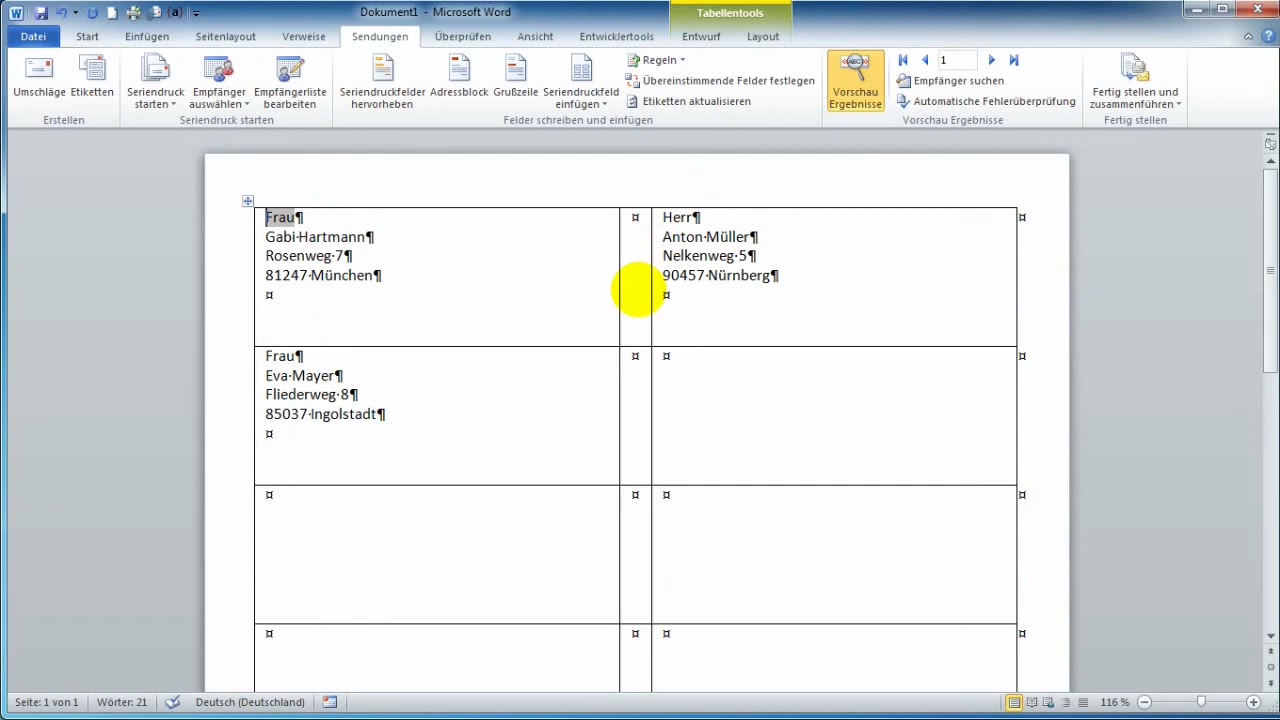 Dokument1 - Microsoft Word
Tabellentools
Datei Start Einfügen Seitenlayout Verweise Sendungen Überprüfen Ansicht Entwicklertools Entwurf Layout
Umschläge
Etiketten
Erstellen
Seriendruck starten
Empfänger auswählen
Empfängerliste bearbeiten
Seriendruck starten
Seriendruckfelder hervorheben
Adressblock
Grußzeile
Seriendruckfeld einfügen
Regeln
Übereinstimmende Felder festlegen
Etiketten aktualisieren
Felder schreiben und einfügen
Vorschau Ergebnisse
1
Empfänger suchen
Automatische Fehlerüberprüfung
Vorschau Ergebnisse
Fertig stellen und zusammenführen
Fertig stellen
Frau¶
Gabi·Hartmann¶
Rosenweg·7¶
81247·München¶
¤
¤
Herr¶
Anton·Müller¶
Nelkenweg·5¶
90457·Nürnberg¶
¤
¤
Frau¶
Eva·Mayer¶
Fliederweg·8¶
85037·Ingolstadt¶
¤
¤ ¤ ¤
¤ ¤ ¤ ¤
¤ ¤ ¤ ¤
Seite: 1 von 1 Wörter: 21 Deutsch (Deutschland) 116 %